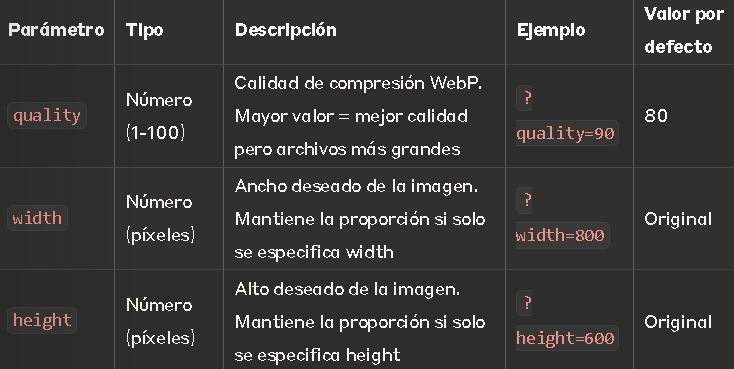 Parámetro Tipo Descripción Ejemplo Valor por
defecto
quality
Número
(1-100)
Calidad de compresión WebP.
Mayor valor = mejor calidad
pero archivos más grandes
?
quality=90
80
width
Número
(píxeles)
Ancho deseado de la imagen.
Mantiene la proporción si solo
se especifica width
?
width=800
Original
height
Número
(píxeles)
Alto deseado de la imagen.
Mantiene la proporción si solo
se especifica height
?
height=600
Original